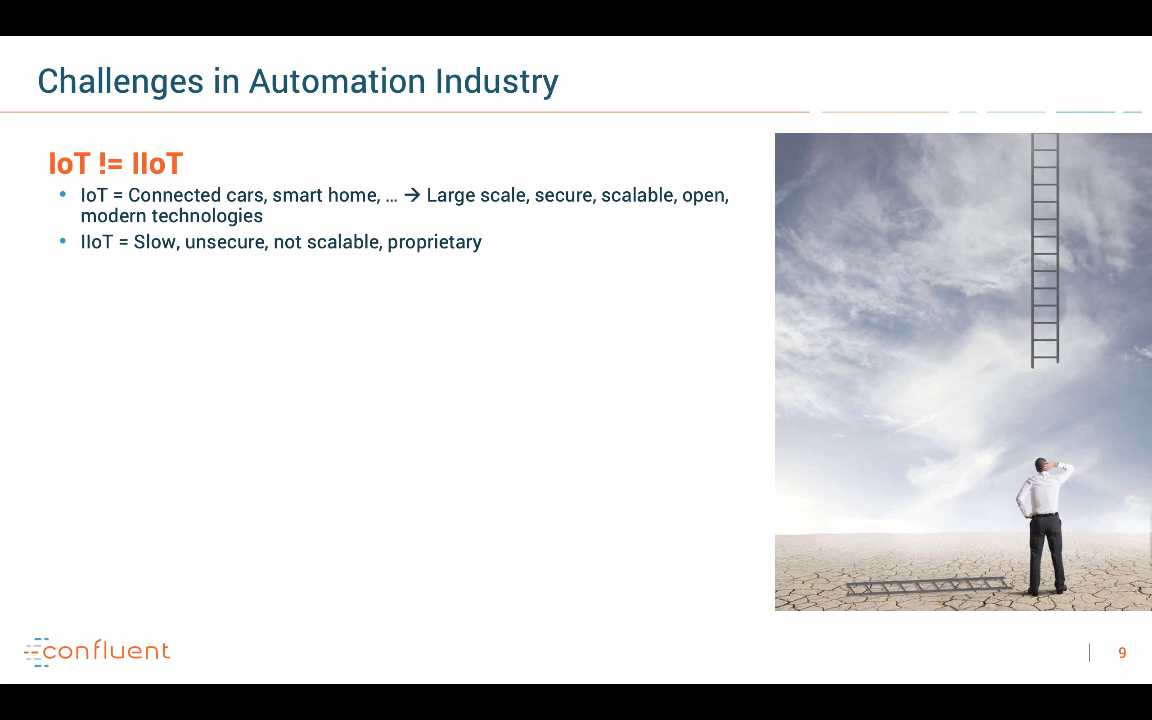 Challenges in Automation Industry
IoT != IIoT
• IoT = Connected cars, smart home, … → Large scale, secure, scalable, open,
modern technologies
• IIoT = Slow, unsecure, not scalable, proprietary
confluent
9